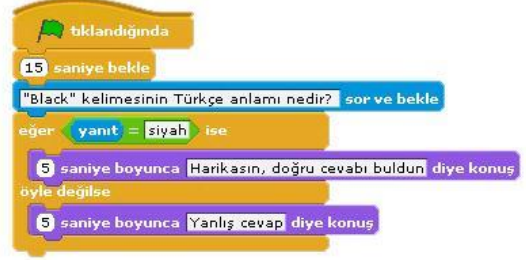 tıklandığında
15 saniye bekle
"Black" kelimesinin Türkçe anlamı nedir? sor ve bekle
eğer yanıt = siyah ise
5 saniye boyunca Harikasın, doğru cevabı buldun diye konuş
öyle değilse
5 saniye boyunca Yanlış cevap diye konuş